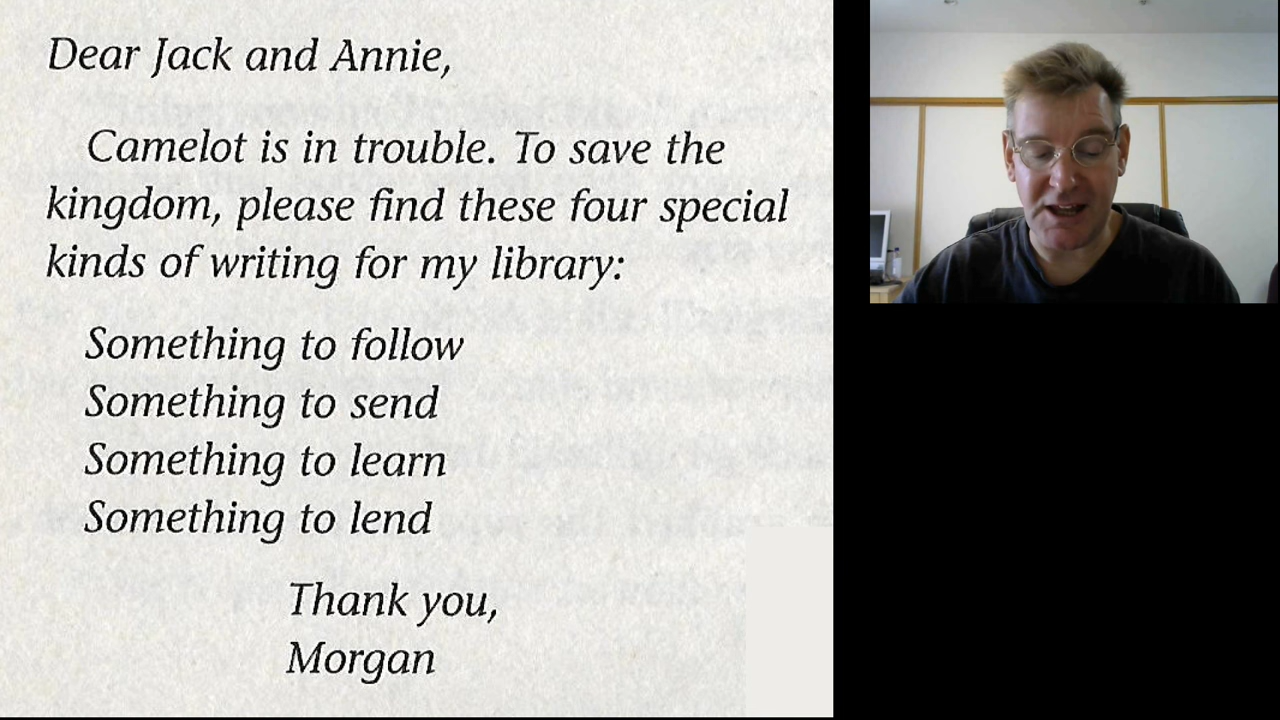 Dear Jack and Annie,
Camelot is in trouble. To save the
kingdom, please find these four special
kinds of writing for my library:
Something to follow
Something to send
Something to learn
Something to lend
Thank you,
Morgan